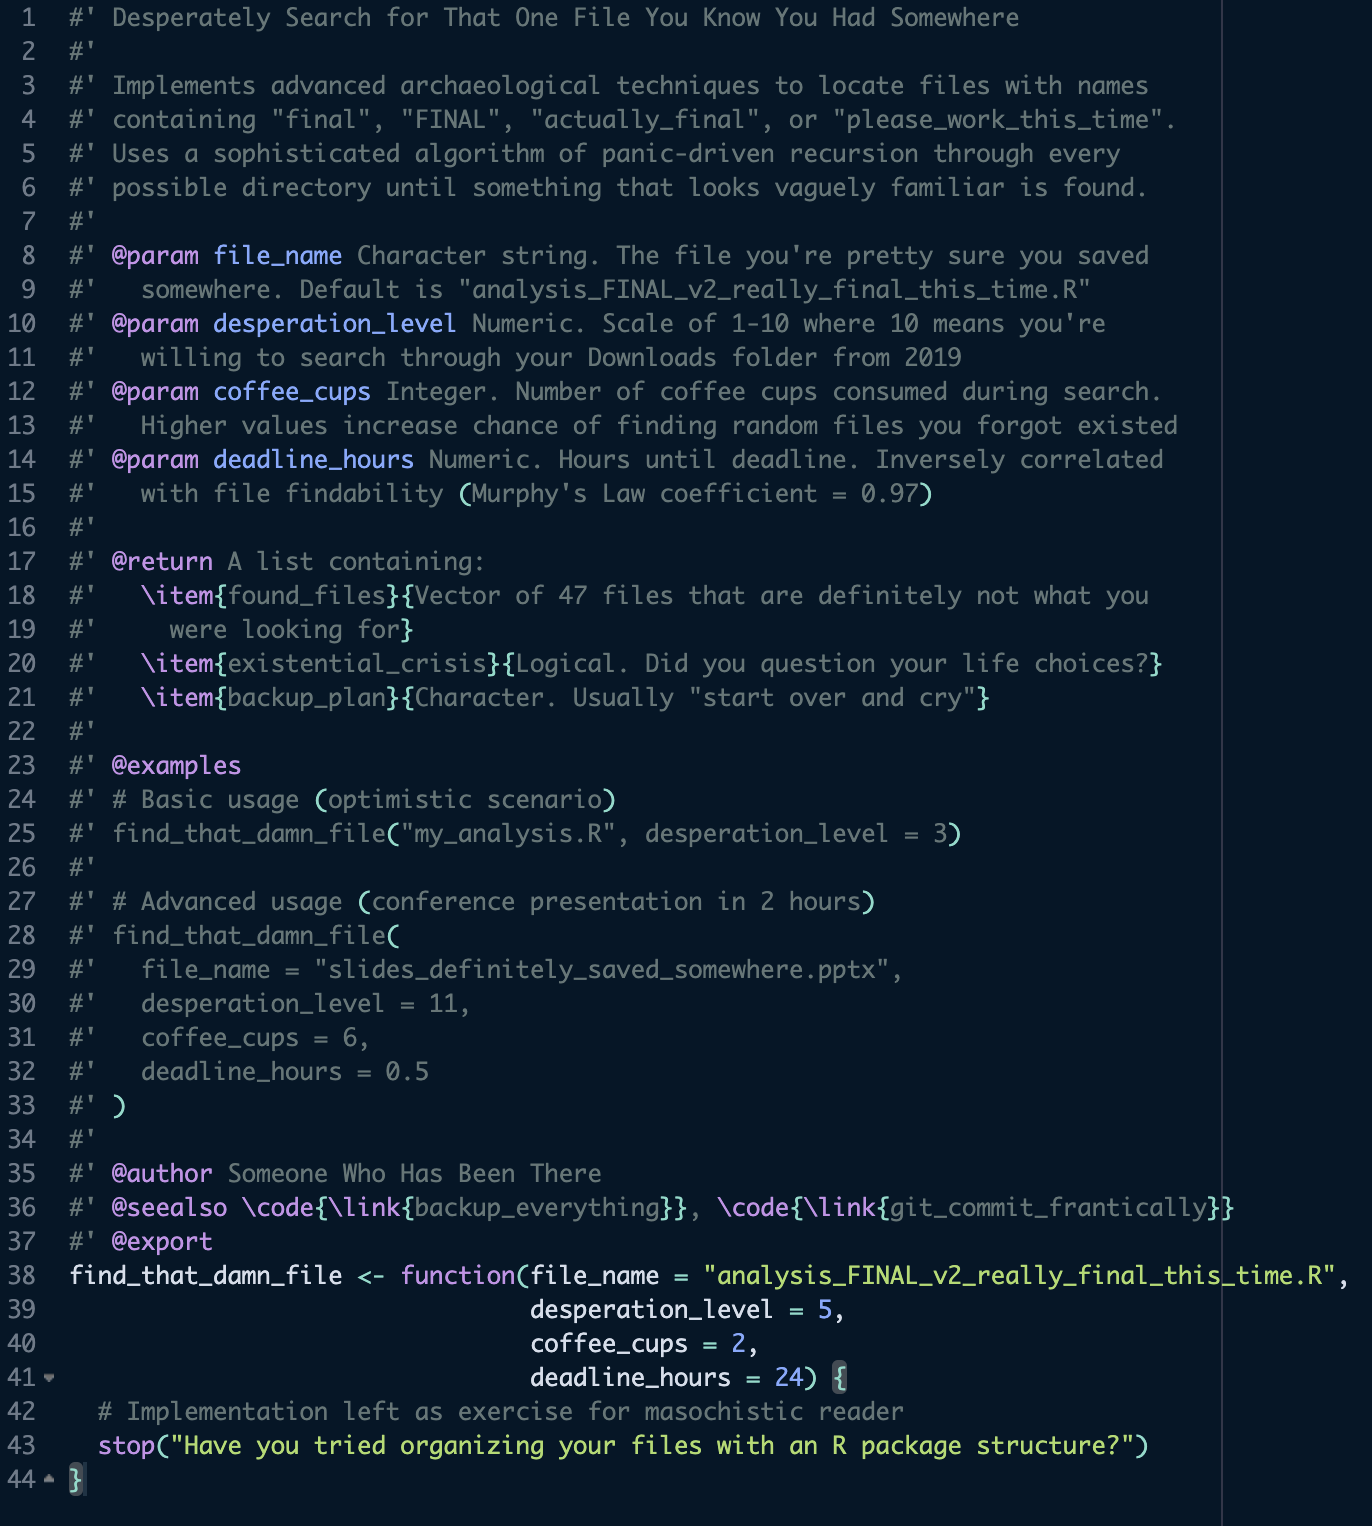 1 #' Desperately Search for That One File You Know You Had Somewhere
2 #'
3 #' Implements advanced archaeological techniques to locate files with names
4 #' containing "final", "FINAL", "actually_final", or "please_work_this_time".
5 #' Uses a sophisticated algorithm of panic-driven recursion through every
6 #' possible directory until something that looks vaguely familiar is found.
7 #'
8 #' @param file_name Character string. The file you're pretty sure you saved
9 #'   somewhere. Default is "analysis_FINAL_v2_really_final_this_time.R"
10 #' @param desperation_level Numeric. Scale of 1-10 where 10 means you're
11 #'   willing to search through your Downloads folder from 2019
12 #' @param coffee_cups Integer. Number of coffee cups consumed during search.
13 #'   Higher values increase chance of finding random files you forgot existed
14 #' @param deadline_hours Numeric. Hours until deadline. Inversely correlated
15 #'   with file findability (Murphy's Law coefficient = 0.97)
16 #'
17 #' @return A list containing:
18 #'   \item{found_files}{Vector of 47 files that are definitely not what you
19 #'     were looking for}
20 #'   \item{existential_crisis}{Logical. Did you question your life choices?}
21 #'   \item{backup_plan}{Character. Usually "start over and cry"}
22 #'
23 #' @examples
24 #' # Basic usage (optimistic scenario)
25 #' find_that_damn_file("my_analysis.R", desperation_level = 3)
26 #'
27 #' # Advanced usage (conference presentation in 2 hours)
28 #' find_that_damn_file(
29 #'   file_name = "slides_definitely_saved_somewhere.pptx",
30 #'   desperation_level = 11,
31 #'   coffee_cups = 6,
32 #'   deadline_hours = 0.5
33 #' )
34 #'
35 #' @author Someone Who Has Been There
36 #' @seealso \code{\link{backup_everything}}, \code{\link{git_commit_frantically}}
37 #' @export
38 find_that_damn_file <- function(file_name = "analysis_FINAL_v2_really_final_this_time.R",
39                                 desperation_level = 5,
40                                 coffee_cups = 2,
41                                 deadline_hours = 24) {
42   # Implementation left as exercise for masochistic reader
43   stop("Have you tried organizing your files with an R package structure?")
44 }